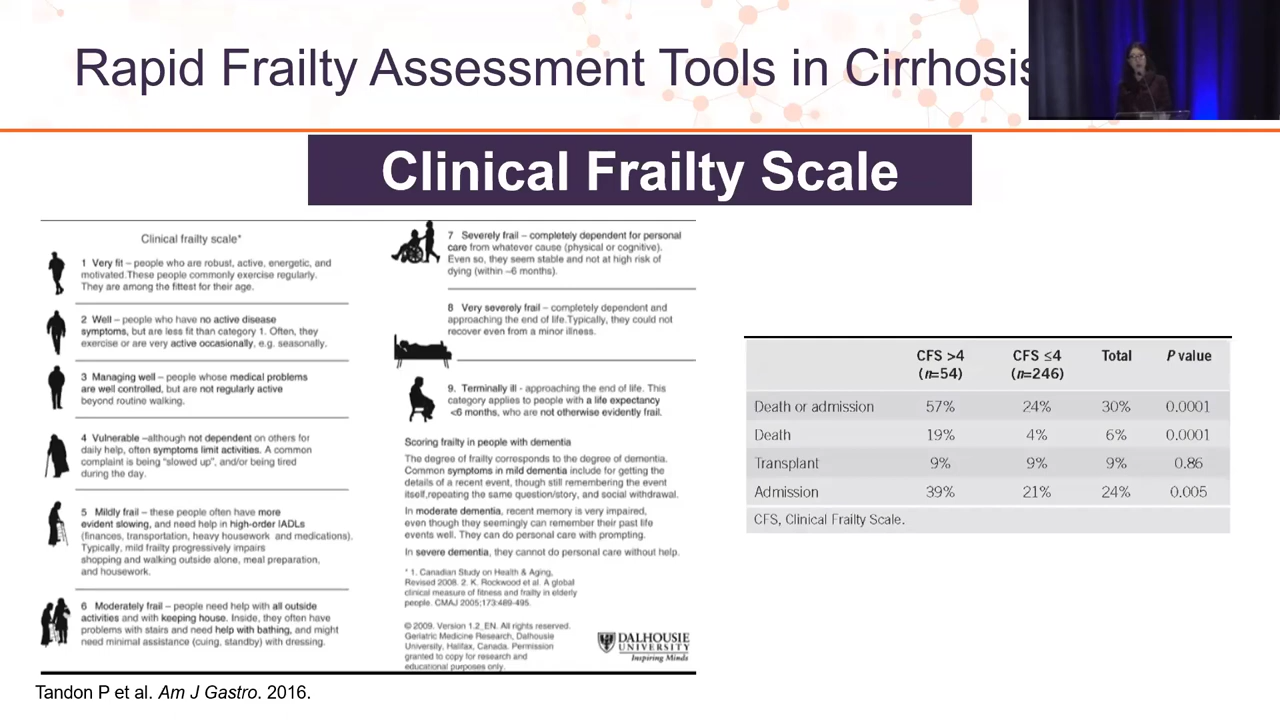 Rapid Frailty Assessment Tools in Cirrhosis
Clinical Frailty Scale
Clinical frailty scale*
1 Very fit – people who are robust, active, energetic, and
motivated.These people commonly exercise regularly.
They are among the fittest for their age.
2 Well – people who have no active disease
symptoms, but are less fit than category 1. Often, they
exercise or are very active occasionally, e.g. seasonally.
3 Managing well – people whose medical problems
are well controlled, but are not regularly active
beyond routine walking.
4 Vulnerable –although not dependent on others for
daily help, often symptoms limit activities. A common
complaint is being "slowed up", and/or being tired
during the day.
5 Mildly frail – these people often have more
evident slowing, and need help in high-order IADLs
(finances, transportation, heavy housework and medications).
Typically, mild frailty progressively impairs
shopping and walking outside alone, meal preparation,
and housework.
6 Moderately frail – people need help with all outside
activities and with keeping house. Inside, they often have
problems with stairs and need help with bathing, and might
need minimal assistance (cuing, standby) with dressing.
7 Severely frail – completely dependent for personal
care from whatever cause (physical or cognitive).
Even so, they seem stable and not at high risk of
dying (within ~6 months).
8 Very severely frail – completely dependent and
approaching the end of life.Typically, they could not
recover even from a minor illness.
9. Terminally ill - approaching the end of life. This
category applies to people with a life expectancy
<6 months, who are not otherwise evidently frail.
Scoring frailty in people with dementia
The degree of frailty corresponds to the degree of dementia.
Common symptoms in mild dementia include for getting the
details of a recent event, though still remembering the event
itself,repeating the same question/story, and social withdrawal.
In moderate dementia, recent memory is very impaired,
even though they seemingly can remember their past life
events well. They can do personal care with prompting.
In severe dementia, they cannot do personal care without help.
* 1. Canadian Study on Health & Aging,
Revised 2008. 2. K. Rockwood et al. A global
clinical measure of fitness and frailty in elderly
people. CMAJ 2005;173:489-495.
© 2009. Version 1.2_EN. All rights reserved.
Geriatric Medicine Research, Dalhousie
University, Halifax, Canada. Permission
granted to copy for research and
educational purposes only.
DALHOUSIE
UNIVERSITY
Inspiring Minds
CFS >4 CFS ≤4 Total P value
(n=54) (n=246)
Death or admission 57% 24% 30% 0.0001
Death 19% 4% 6% 0.0001
Transplant 9% 9% 9% 0.86
Admission 39% 21% 24% 0.005
CFS, Clinical Frailty Scale.
Tandon P et al. Am J Gastro. 2016.